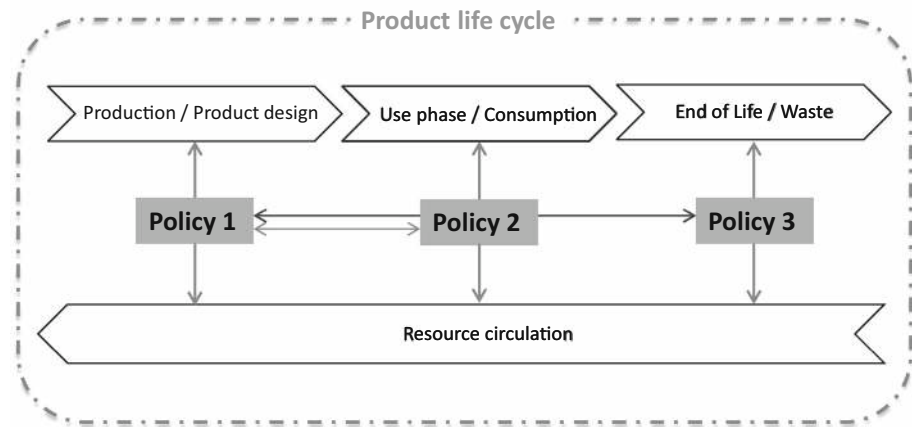 Product life cycle
Production / Product design
Use phase / Consumption
End of Life / Waste
Policy 1
Policy 2
Policy 3
Resource circulation